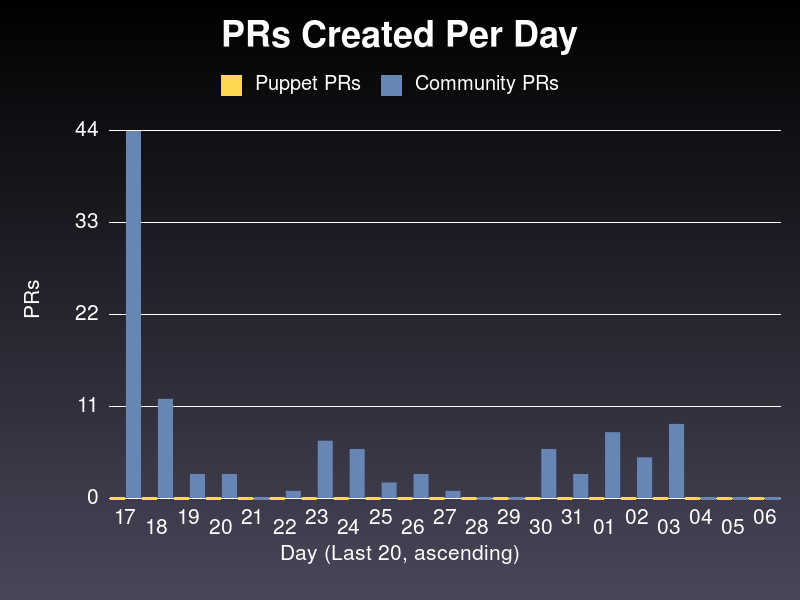 PRs Created Per Day
Puppet PRs Community PRs
44
33
22
11
0
PRs
17 18 19 20 21 22 23 24 25 26 27 28 29 30 31 01 02 03 04 05 06
Day (Last 20, ascending)